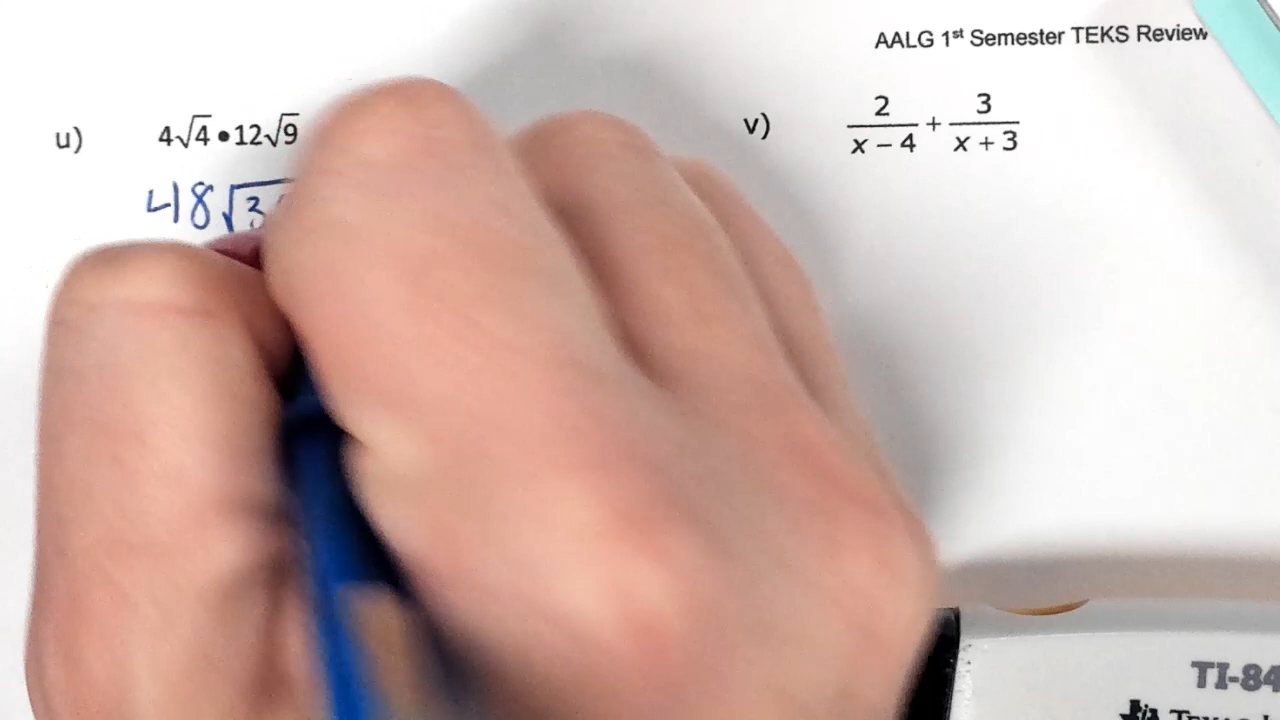 AALG 1st Semester TEKS Review
u) 4√4•12√9
48√3
v) 2/(x – 4) + 3/(x + 3)
TI-84